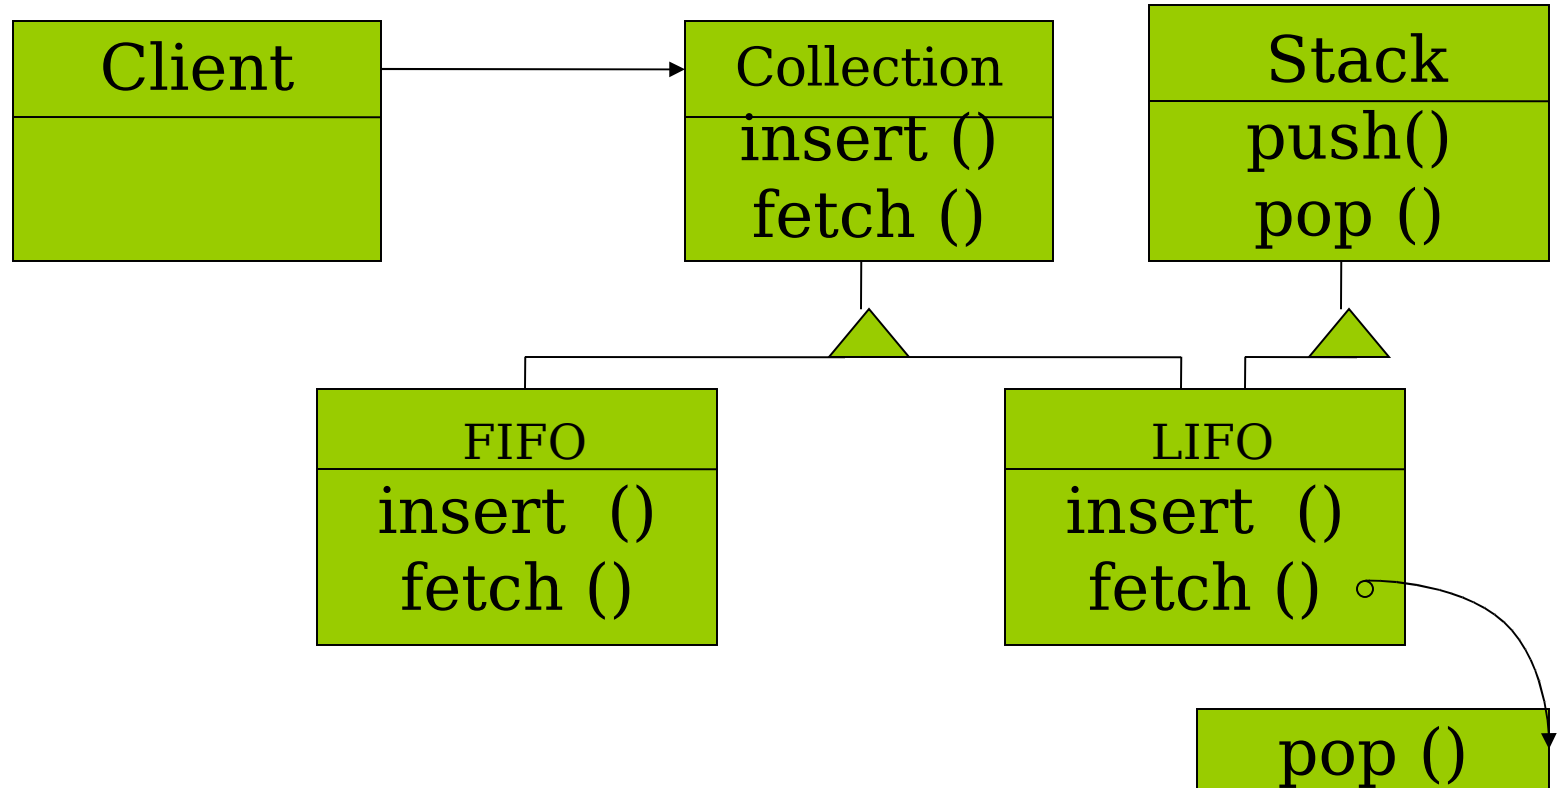 Client
Collection
insert ()
fetch ()
Stack
push()
pop ()
FIFO
insert  ()
fetch ()
LIFO
insert  ()
fetch ()
pop ()